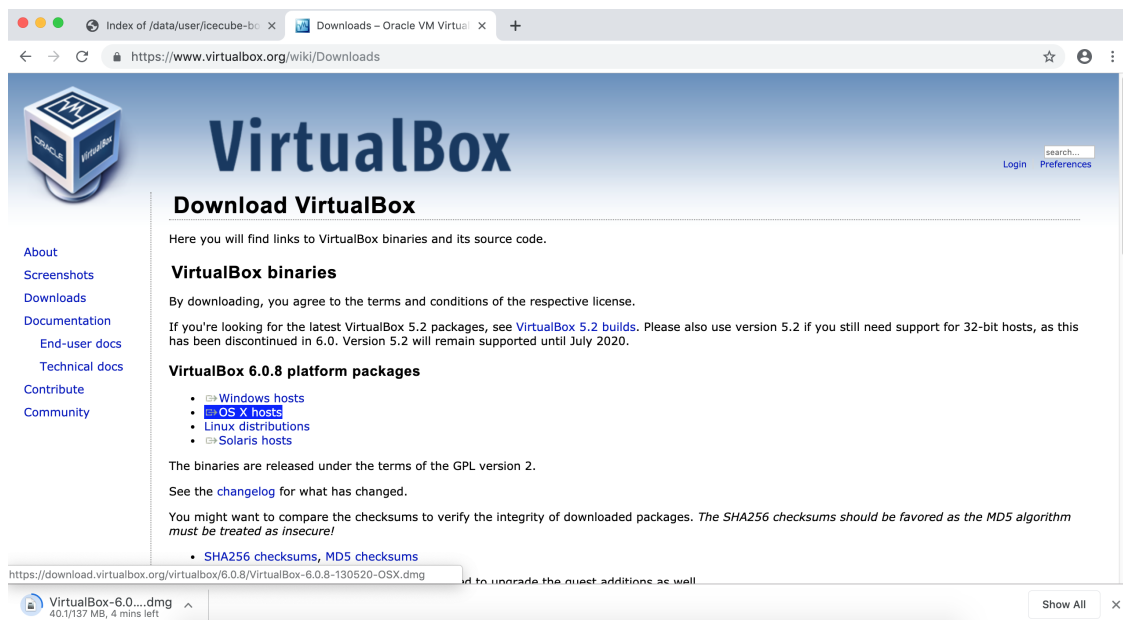 Index of /data/user/icecube-bo
Downloads – Oracle VM Virtual
https://www.virtualbox.org/wiki/Downloads
ORACLE
VirtualBox
VirtualBox
search...
Login Preferences
Download VirtualBox
Here you will find links to VirtualBox binaries and its source code.
About
Screenshots
Downloads
Documentation
End-user docs
Technical docs
Contribute
Community
VirtualBox binaries
By downloading, you agree to the terms and conditions of the respective license.
If you're looking for the latest VirtualBox 5.2 packages, see VirtualBox 5.2 builds. Please also use version 5.2 if you still need support for 32-bit hosts, as this
has been discontinued in 6.0. Version 5.2 will remain supported until July 2020.
VirtualBox 6.0.8 platform packages
Windows hosts
OS X hosts
Linux distributions
Solaris hosts
The binaries are released under the terms of the GPL version 2.
See the changelog for what has changed.
You might want to compare the checksums to verify the integrity of downloaded packages. The SHA256 checksums should be favored as the MD5 algorithm
must be treated as insecure!
SHA256 checksums, MD5 checksums
https://download.virtualbox.org/virtualbox/6.0.8/VirtualBox-6.0.8-130520-OSX.dmg
to upgrade the guest additions as well
VirtualBox-6.0....dmg
40.1/137 MB, 4 mins left
Show All